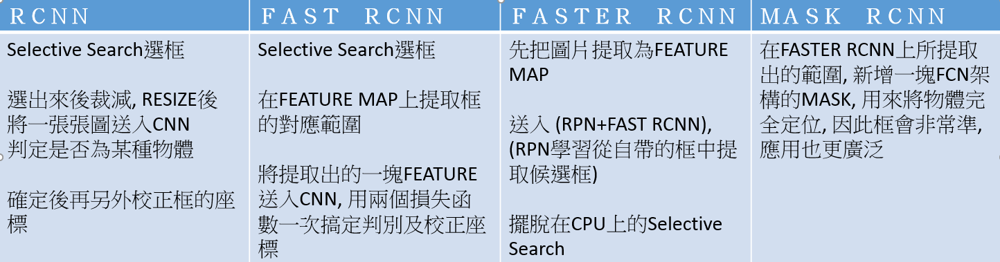 RCNN
Selective Search選框
選出來後裁減, RESIZE後
將一張張圖送入CNN
判定是否為某種物體
確定後再另外校正框的座
標
FAST RCNN
Selective Search選框
在FEATURE MAP上提取框
的對應範圍
將提取出的一塊FEATURE
送入CNN, 用兩個損失函
數一次搞定判別及校正座
標
FASTER RCNN
先把圖片提取為FEATURE
MAP
送入 (RPN+FAST RCNN),
(RPN學習從自帶的框中提
取候選框)
擺脫在CPU上的Selective
Search
MASK RCNN
在FASTER RCNN上所提取
出的範圍, 新增一塊FCN架
構的MASK, 用來將物體完
全定位, 因此框會非常準,
應用也更廣泛